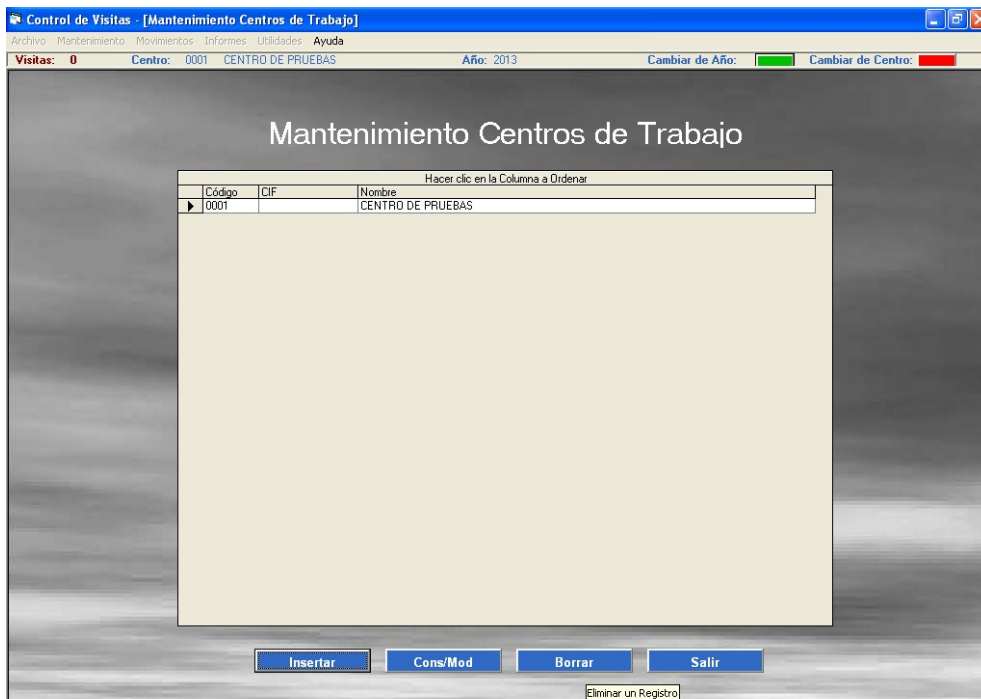 Control de Visitas - [Mantenimiento Centros de Trabajo]
Archivo Mantenimiento Movimientos Informes Utilidades Ayuda
Visitas: 0 Centro: 0001 CENTRO DE PRUEBAS Año: 2013 Cambiar de Año: Cambiar de Centro:
Mantenimiento Centros de Trabajo
Hacer clic en la Columna a Ordenar
Código CIF Nombre
0001 CENTRO DE PRUEBAS
Insertar Cons/Mod Borrar Salir
Eliminar un Registro